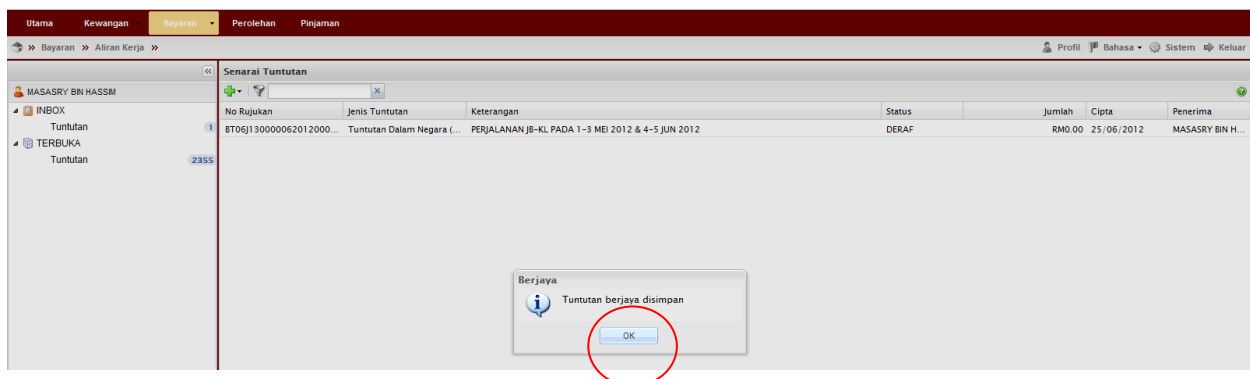 Utama Kewangan Bayaran Perolehan Pinjaman
» Bayaran » Aliran Kerja » Profil Bahasa Sistem Keluar
« Senarai Tuntutan
MASASRY BIN HASSIM
INBOX
Tuntutan 1
TERBUKA
Tuntutan 2355
No Rujukan Jenis Tuntutan Keterangan Status Jumlah Cipta Penerima
BT06J130000062012000... Tuntutan Dalam Negara (... PERJALANAN JB-KL PADA 1-3 MEI 2012 & 4-5 JUN 2012 DERAF RM0.00 25/06/2012 MASASRY BIN H...
Berjaya
Tuntutan berjaya disimpan
OK